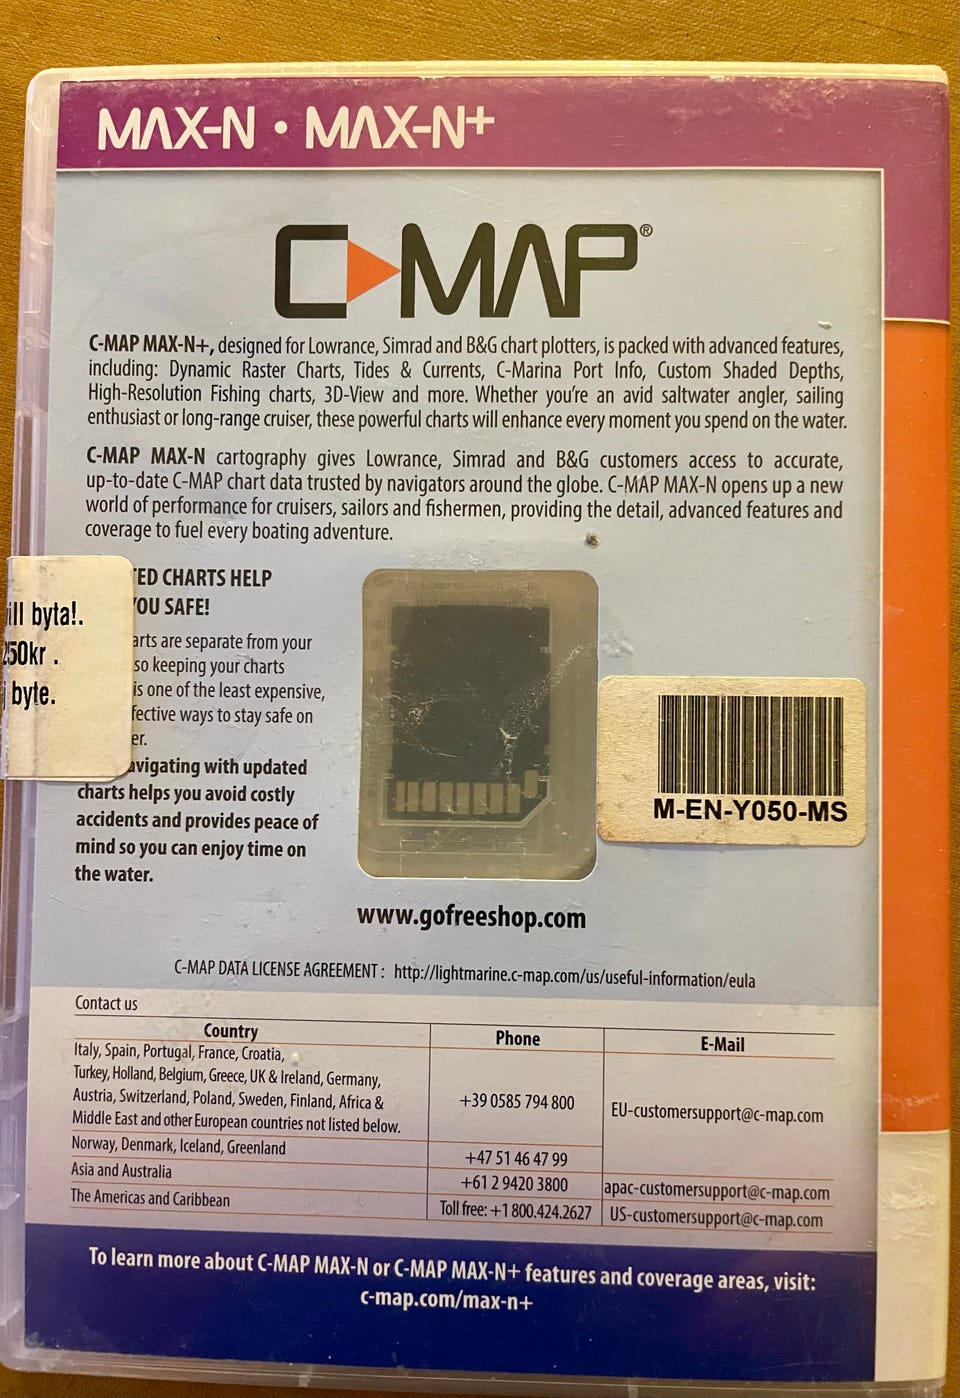 MAX-N • MAX-N+
C-MAP®
C-MAP MAX-N+, designed for Lowrance, Simrad and B&G chart plotters, is packed with advanced features,
including: Dynamic Raster Charts, Tides & Currents, C-Marina Port Info, Custom Shaded Depths,
High-Resolution Fishing charts, 3D-View and more. Whether you're an avid saltwater angler, sailing
enthusiast or long-range cruiser, these powerful charts will enhance every moment you spend on the water.
C-MAP MAX-N cartography gives Lowrance, Simrad and B&G customers access to accurate,
up-to-date C-MAP chart data trusted by navigators around the globe. C-MAP MAX-N opens up a new
world of performance for cruisers, sailors and fishermen, providing the detail, advanced features and
coverage to fuel every boating adventure.
ED CHARTS HELP
OU SAFE!
arts are separate from your
so keeping your charts
is one of the least expensive,
fective ways to stay safe on
er.
avigating with updated
charts helps you avoid costly
accidents and provides peace of
mind so you can enjoy time on
the water.
ill byta!.
250kr .
byte.
M-EN-Y050-MS
www.gofreeshop.com
C-MAP DATA LICENSE AGREEMENT : http://lightmarine.c-map.com/us/useful-information/eula
Contact us
Country Phone E-Mail
Italy, Spain, Portugal, France, Croatia,
Turkey, Holland, Belgium, Greece, UK & Ireland, Germany,
Austria, Switzerland, Poland, Sweden, Finland, Africa &
Middle East and other European countries not listed below.
+39 0585 794 800
EU-customersupport@c-map.com
Norway, Denmark, Iceland, Greenland +47 51 46 47 99
Asia and Australia +61 2 9420 3800 apac-customersupport@c-map.com
The Americas and Caribbean Toll free: +1 800.424.2627 US-customersupport@c-map.com
To learn more about C-MAP MAX-N or C-MAP MAX-N+ features and coverage areas, visit:
c-map.com/max-n+